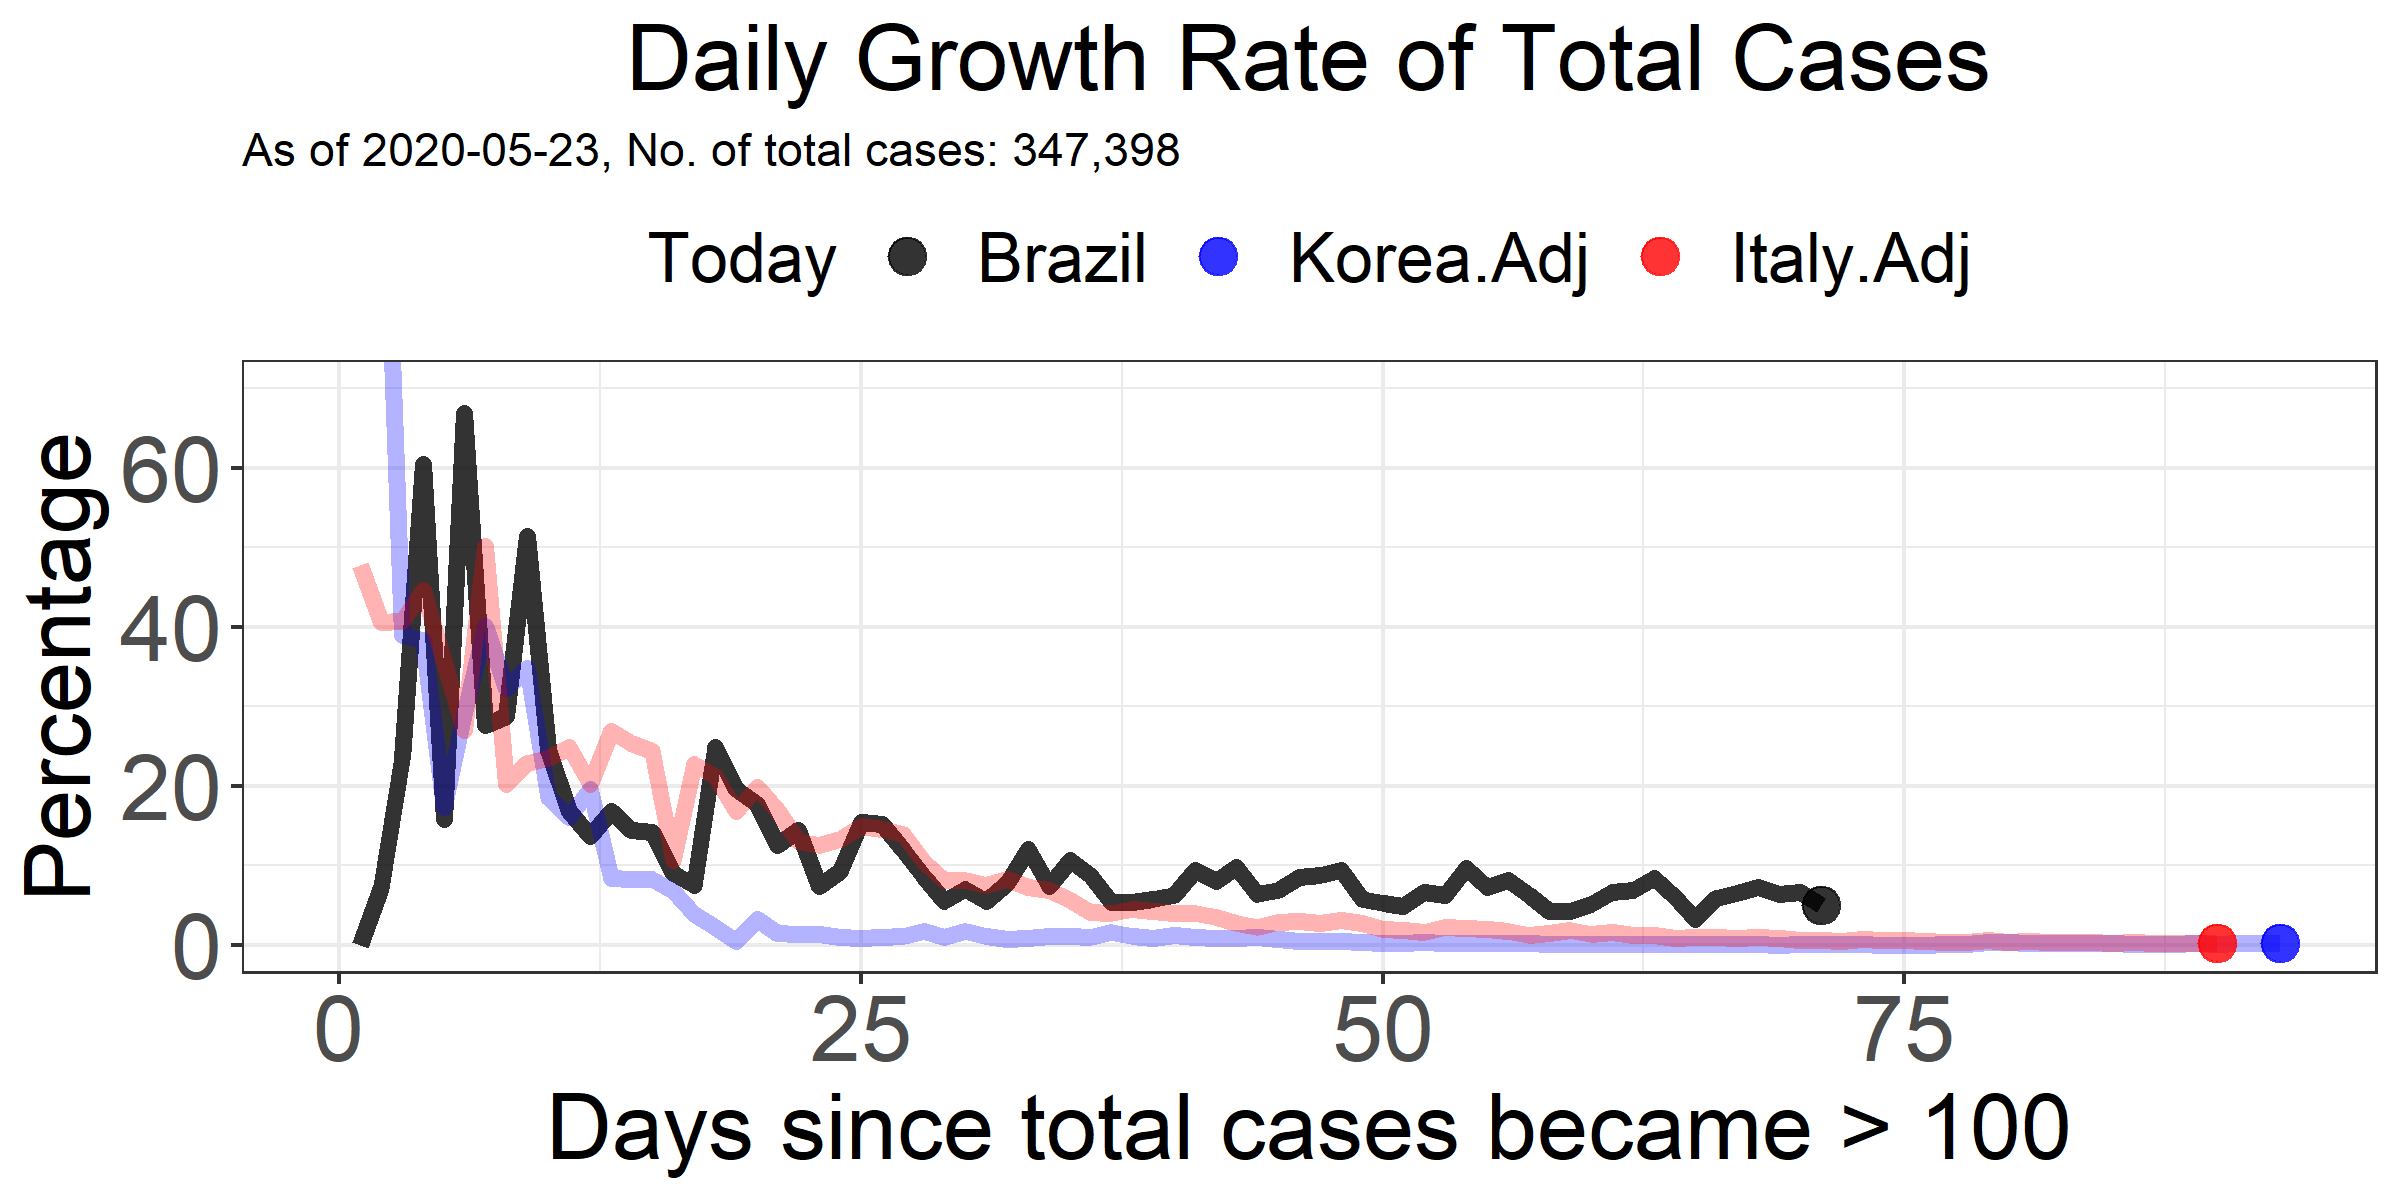 Daily Growth Rate of Total Cases
As of 2020-05-23, No. of total cases: 347,398
Today Brazil Korea.Adj Italy.Adj
Percentage
60
40
20
0
0 25 50 75
Days since total cases became > 100